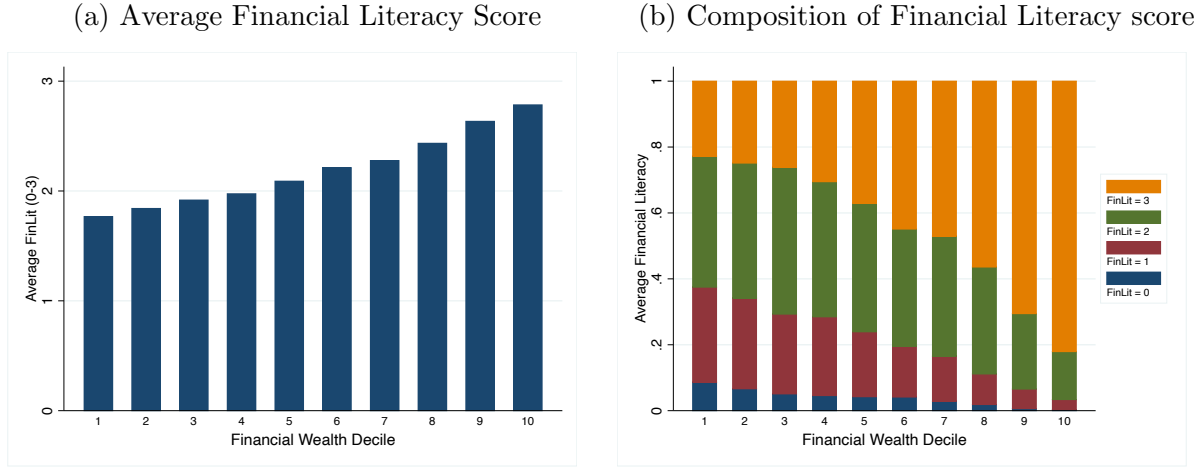 (a) Average Financial Literacy Score
Average FinLit (0-3)
3
2
1
0
1 2 3 4 5 6 7 8 9 10
Financial Wealth Decile
(b) Composition of Financial Literacy score
Average Financial Literacy
1
.8
.6
.4
.2
0
1 2 3 4 5 6 7 8 9 10
Financial Wealth Decile
FinLit = 3
FinLit = 2
FinLit = 1
FinLit = 0